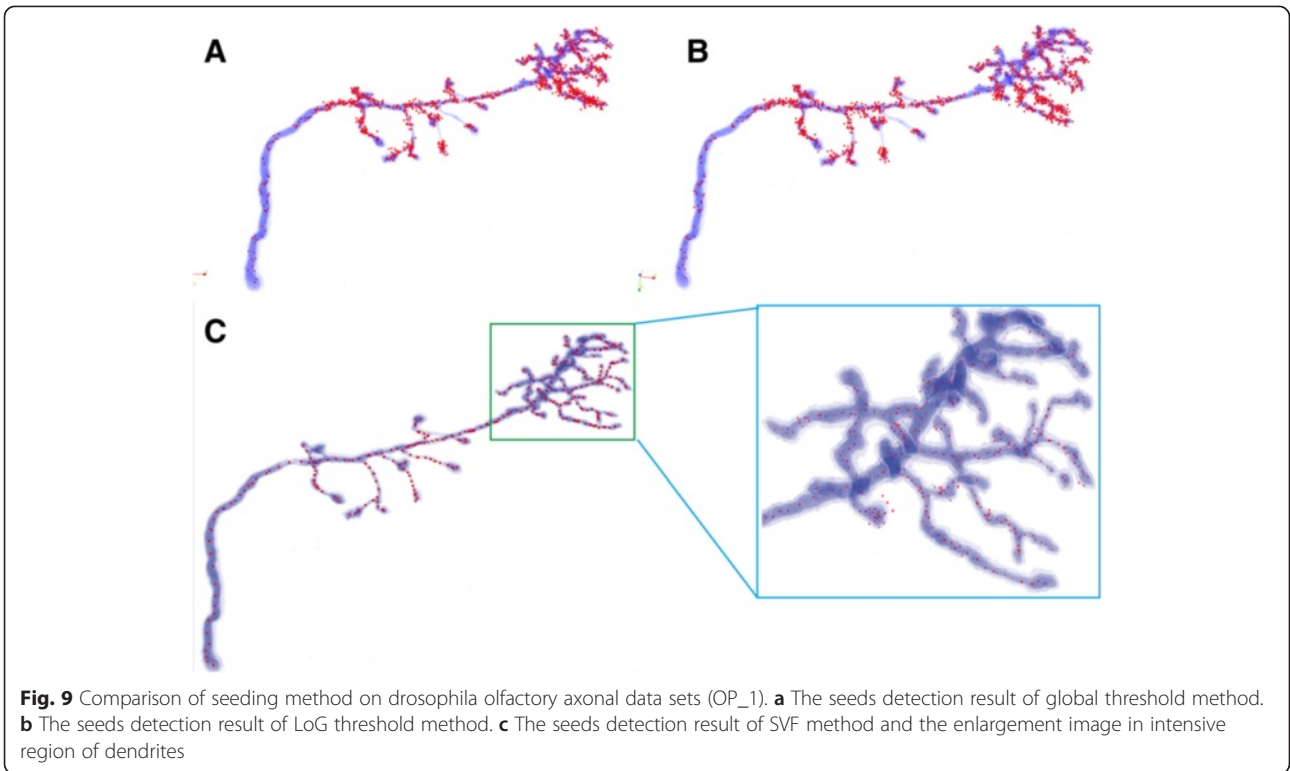 A
B
C
Fig. 9 Comparison of seeding method on drosophila olfactory axonal data sets (OP_1). a The seeds detection result of global threshold method.
b The seeds detection result of LoG threshold method. c The seeds detection result of SVF method and the enlargement image in intensive
region of dendrites